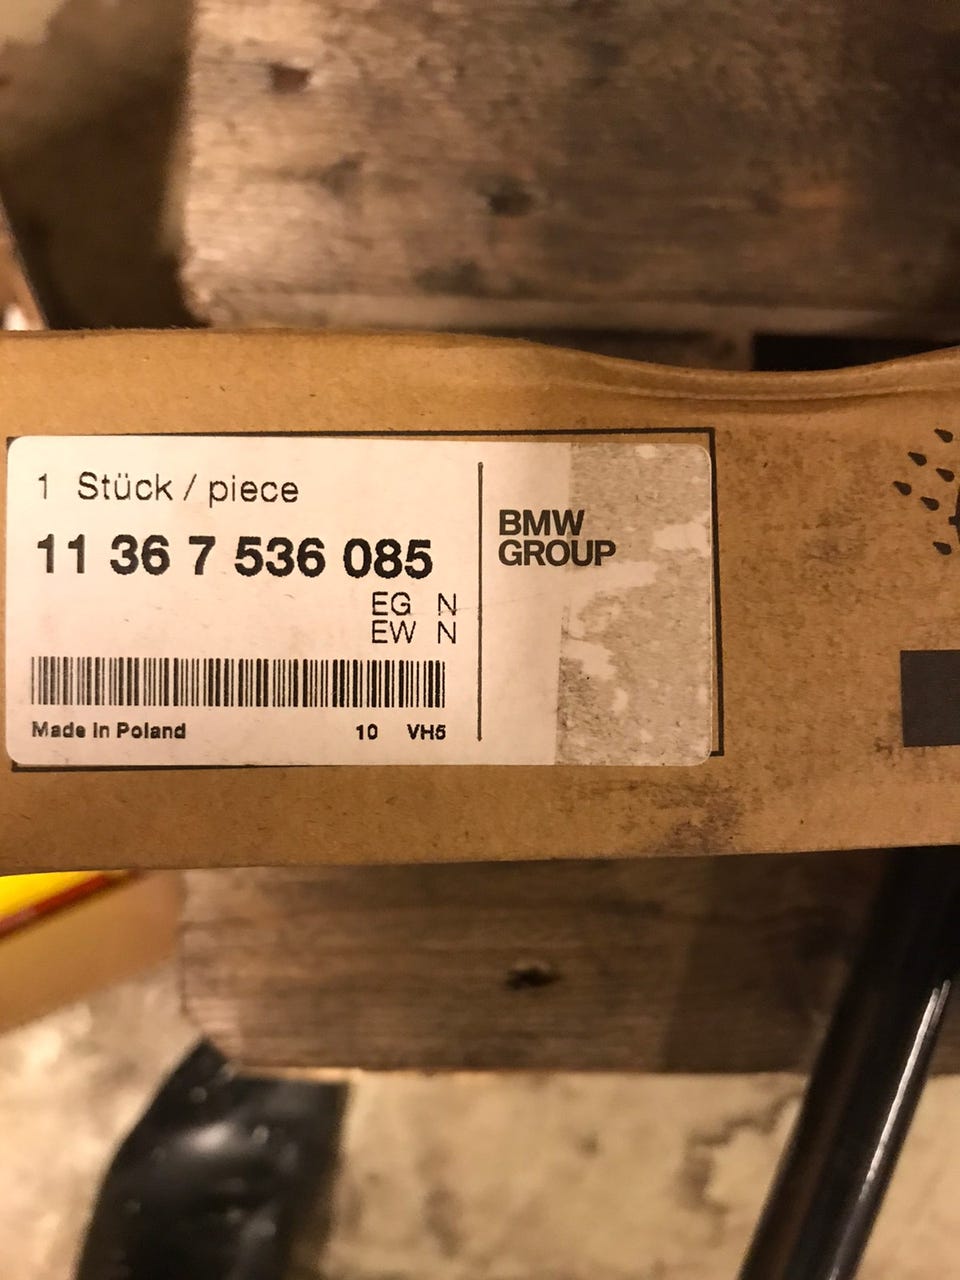 1 Stück / piece
11 36 7 536 085
EG N
EW N
Made in Poland 10 VH5
BMW
GROUP